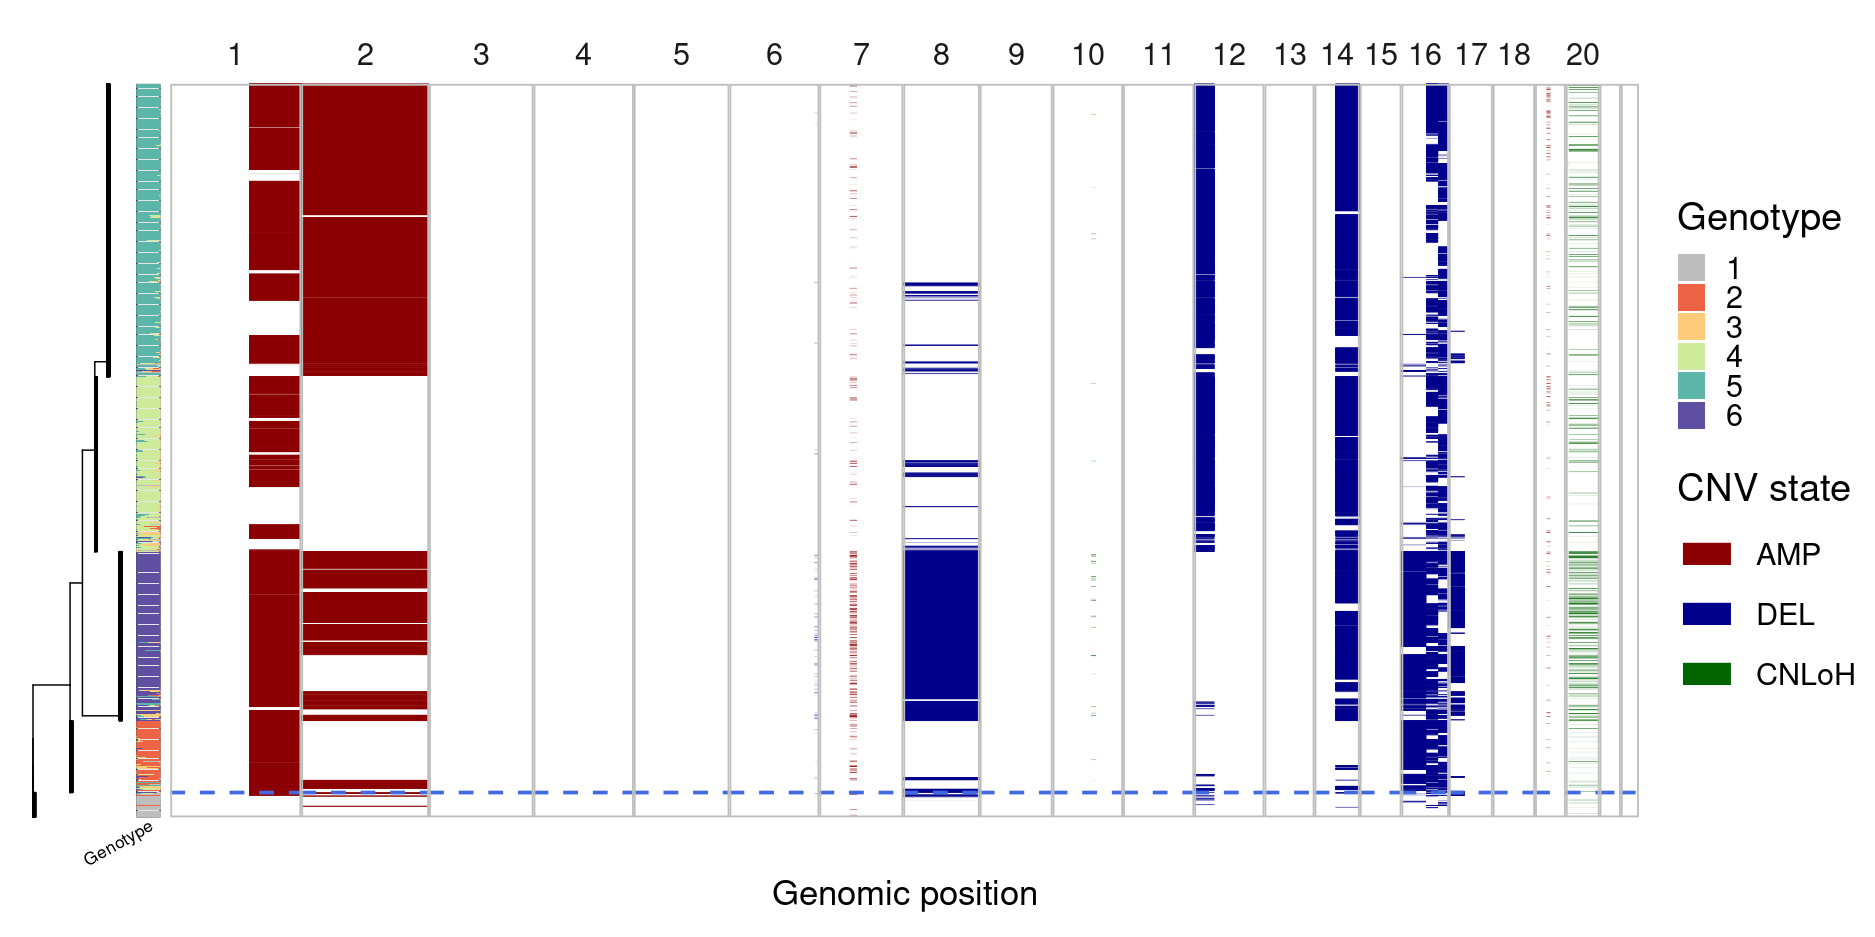 1 2 3 4 5 6 7 8 9 10 11 12 13 14 15 16 17 18 20
Genotype
1
2
3
4
5
6
CNV state
AMP
DEL
CNLoH
Genotype
Genomic position